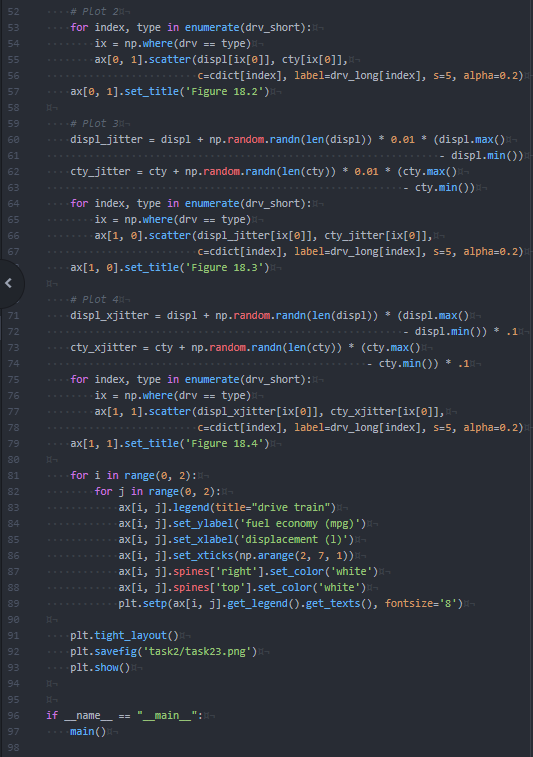 52 # Plot 2
53 for index, type in enumerate(drv_short):
54 ix = np.where(drv == type)
55 ax[0, 1].scatter(displ[ix[0]], cty[ix[0]],
56 c=cdict[index], label=drv_long[index], s=5, alpha=0.2)
57 ax[0, 1].set_title('Figure 18.2')
58
59 # Plot 3
60 displ_jitter = displ + np.random.randn(len(displ)) * 0.01 * (displ.max()
61 - displ.min())
62 cty_jitter = cty + np.random.randn(len(cty)) * 0.01 * (cty.max()
63 - cty.min())
64 for index, type in enumerate(drv_short):
65 ix = np.where(drv == type)
66 ax[1, 0].scatter(displ_jitter[ix[0]], cty_jitter[ix[0]],
67 c=cdict[index], label=drv_long[index], s=5, alpha=0.2)
ax[1, 0].set_title('Figure 18.3')
# Plot 4
71 displ_xjitter = displ + np.random.randn(len(displ)) * (displ.max()
72 - displ.min()) * .1
73 cty_xjitter = cty + np.random.randn(len(cty)) * (cty.max()
74 - cty.min()) * .1
75 for index, type in enumerate(drv_short):
76 ix = np.where(drv == type)
77 ax[1, 1].scatter(displ_xjitter[ix[0]], cty_xjitter[ix[0]],
78 c=cdict[index], label=drv_long[index], s=5, alpha=0.2)
79 ax[1, 1].set_title('Figure 18.4')
80
81 for i in range(0, 2):
82 for j in range(0, 2):
83 ax[i, j].legend(title="drive train")
84 ax[i, j].set_ylabel('fuel economy (mpg)')
85 ax[i, j].set_xlabel('displacement (l)')
86 ax[i, j].set_xticks(np.arange(2, 7, 1))
87 ax[i, j].spines['right'].set_color('white')
88 ax[i, j].spines['top'].set_color('white')
89 plt.setp(ax[i, j].get_legend().get_texts(), fontsize='8')
90
91 plt.tight_layout()
92 plt.savefig('task2/task23.png')
93 plt.show()
94
95
96 if __name__ == "__main__":
97 main()
98